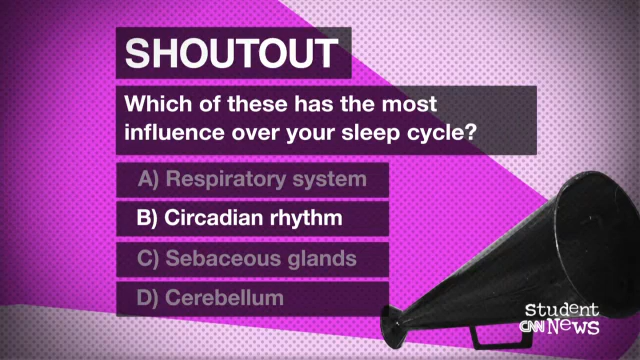 SHOUTOUT
Which of these has the most
influence over your sleep cycle?
A) Respiratory system
B) Circadian rhythm
C) Sebaceous glands
D) Cerebellum
student
CNN News